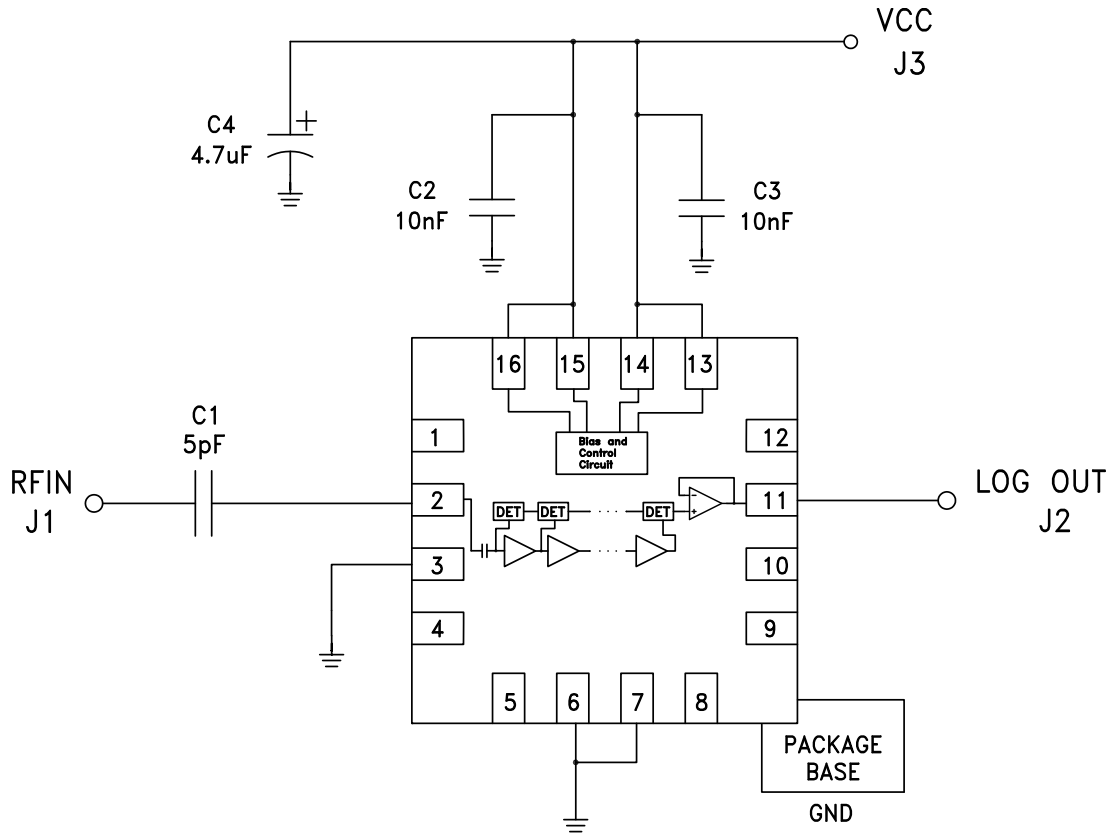 VCC
J3
C4
4.7uF
+
C2
10nF
C3
10nF
16 15 14 13
Bias and
Control
Circuit
C1
5pF
RFIN
J1
1
2
3
4
12
11
10
9
DET DET DET
- +
LOG OUT
J2
5 6 7 8
PACKAGE
BASE
GND